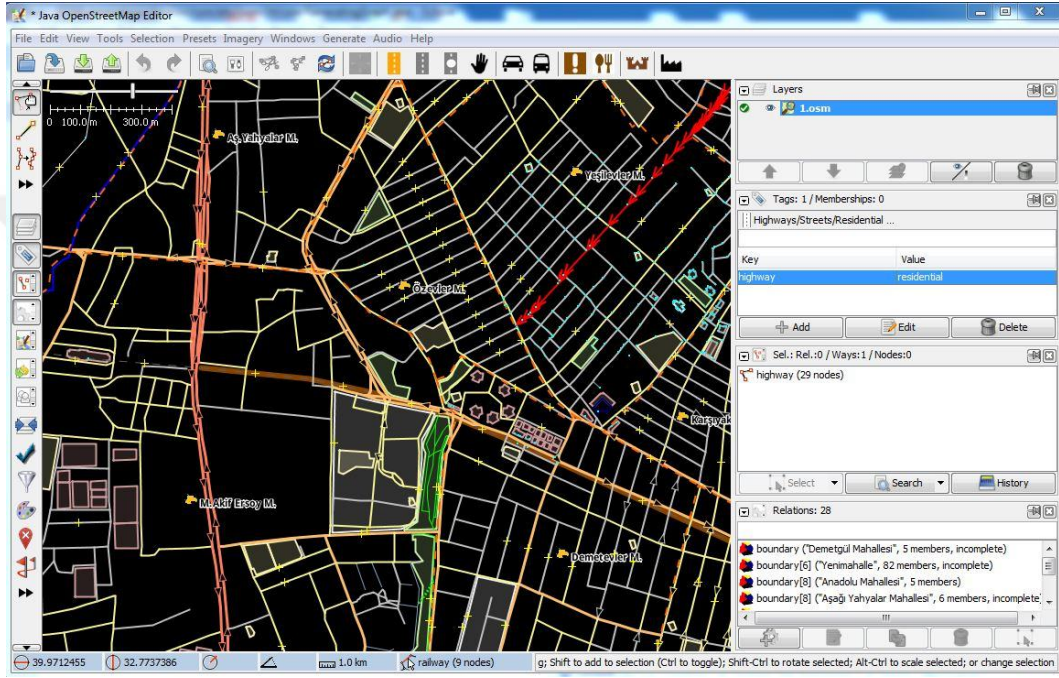 * Java OpenStreetMap Editor
File Edit View Tools Selection Presets Imagery Windows Generate Audio Help
0 100.0 m 300.0 m
Aş. Yahyalar M.
Yeşilevler M.
Özevler M.
Karşıyak
M. Akif Ersoy M.
Demetevler M.
Layers
1.osm
Tags: 1 / Memberships: 0
Highways/Streets/Residential ...
Key Value
highway residential
Add Edit Delete
Sel.: Rel.:0 / Ways:1 / Nodes:0
highway (29 nodes)
Select Search History
Relations: 28
boundary ("Demetgül Mahallesi", 5 members, incomplete)
boundary[6] ("Yenimahalle", 82 members, incomplete)
boundary[8] ("Anadolu Mahallesi", 5 members)
boundary[8] ("Aşağı Yahyalar Mahallesi", 6 members, incomplete)
39.9712455 32.7737386 1.0 km railway (9 nodes) g; Shift to add to selection (Ctrl to toggle); Shift-Ctrl to rotate selected; Alt-Ctrl to scale selected; or change selection